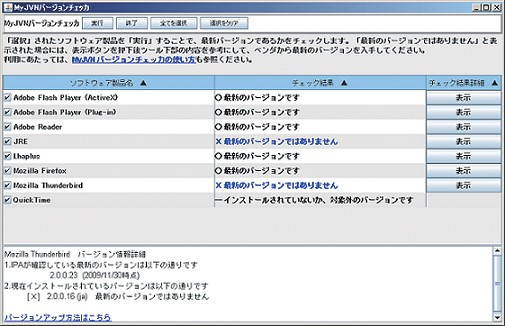 MyJVNバージョンチェッカ
MyJVNバージョンチェッカ 実行 終了 全てを選択 選択をクリア
「選択」されたソフトウェア製品を「実行」することで、最新バージョンであるかをチェックします。「最新のバージョンではありません」と表
示された場合には、表示ボタンを押下後ツール下部の内容を参考にして、ベンダから最新のバージョンを入手してください。
利用にあたっては、MyJVNバージョンチェッカの使い方も参照ください。
ソフトウェア製品名 ▲ チェック結果 ▲ チェック結果詳細 ▲
Adobe Flash Player (ActiveX) ○ 最新のバージョンです 表示
Adobe Flash Player (Plug-in) ○ 最新のバージョンです 表示
Adobe Reader ○ 最新のバージョンです 表示
JRE × 最新のバージョンではありません 表示
Lhaplus ○ 最新のバージョンです 表示
Mozilla Firefox ○ 最新のバージョンです 表示
Mozilla Thunderbird × 最新のバージョンではありません 表示
QuickTime ーインストールされていないか、対象外のバージョンです
Mozilla Thunderbird バージョン情報詳細
1.IPAが確認している最新のバージョンは以下の通りです
2.0.0.23 (2009/11/30時点)
2.現在インストールされているバージョンは以下の通りです
[×] 2.0.0.16 (ja) 最新のバージョンではありません
バージョンアップ方法はこちら